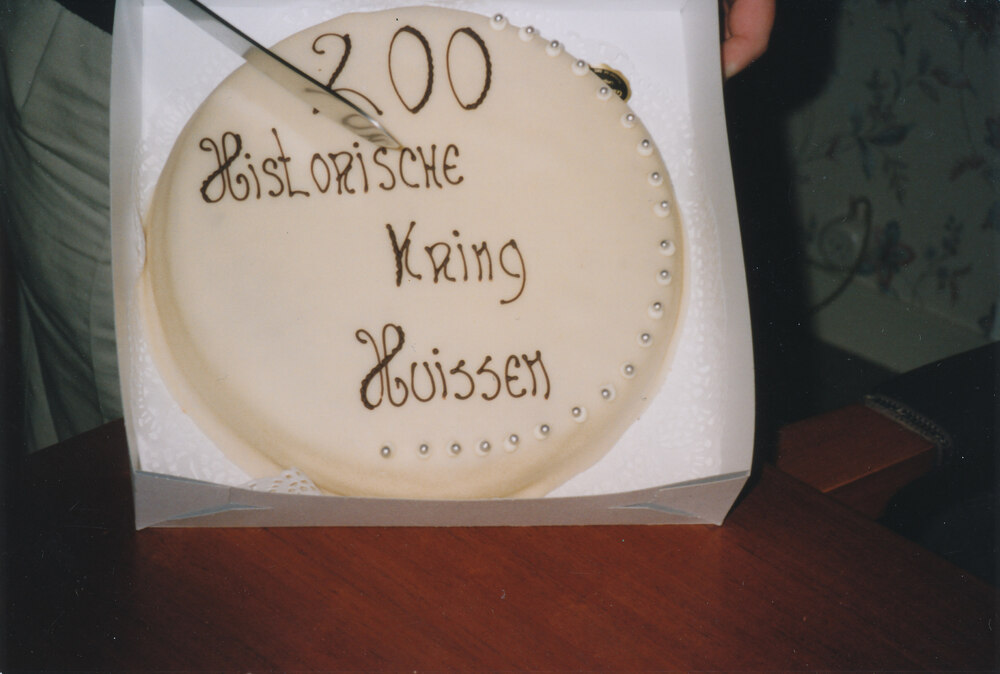 200
Historische
Kring
Huissen